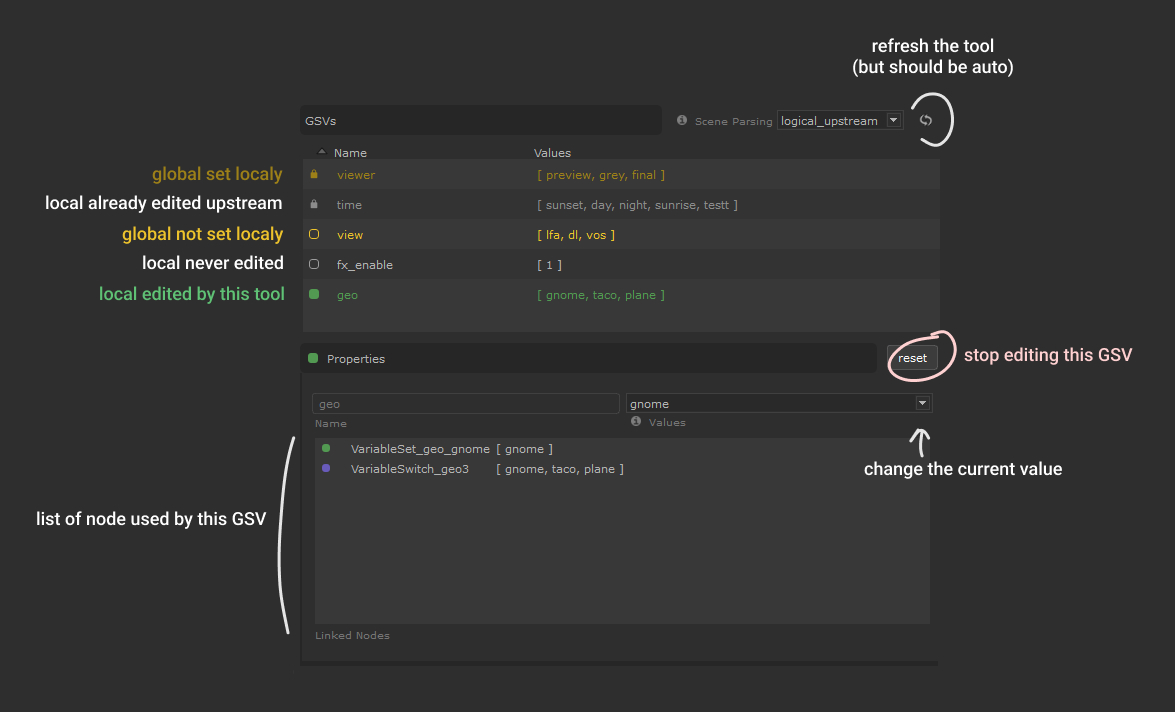 refresh the tool
(but should be auto)
GSVs
Scene Parsing logical_upstream
Name Values
global set localy viewer [ preview, grey, final ]
local already edited upstream time [ sunset, day, night, sunrise, testt ]
global not set localy view [ lfa, dl, vos ]
local never edited fx_enable [ 1 ]
local edited by this tool geo [ gnome, taco, plane ]
Properties reset stop editing this GSV
geo gnome
Name Values
VariableSet_geo_gnome [ gnome ]
VariableSwitch_geo3 [ gnome, taco, plane ]
change the current value
list of node used by this GSV
Linked Nodes